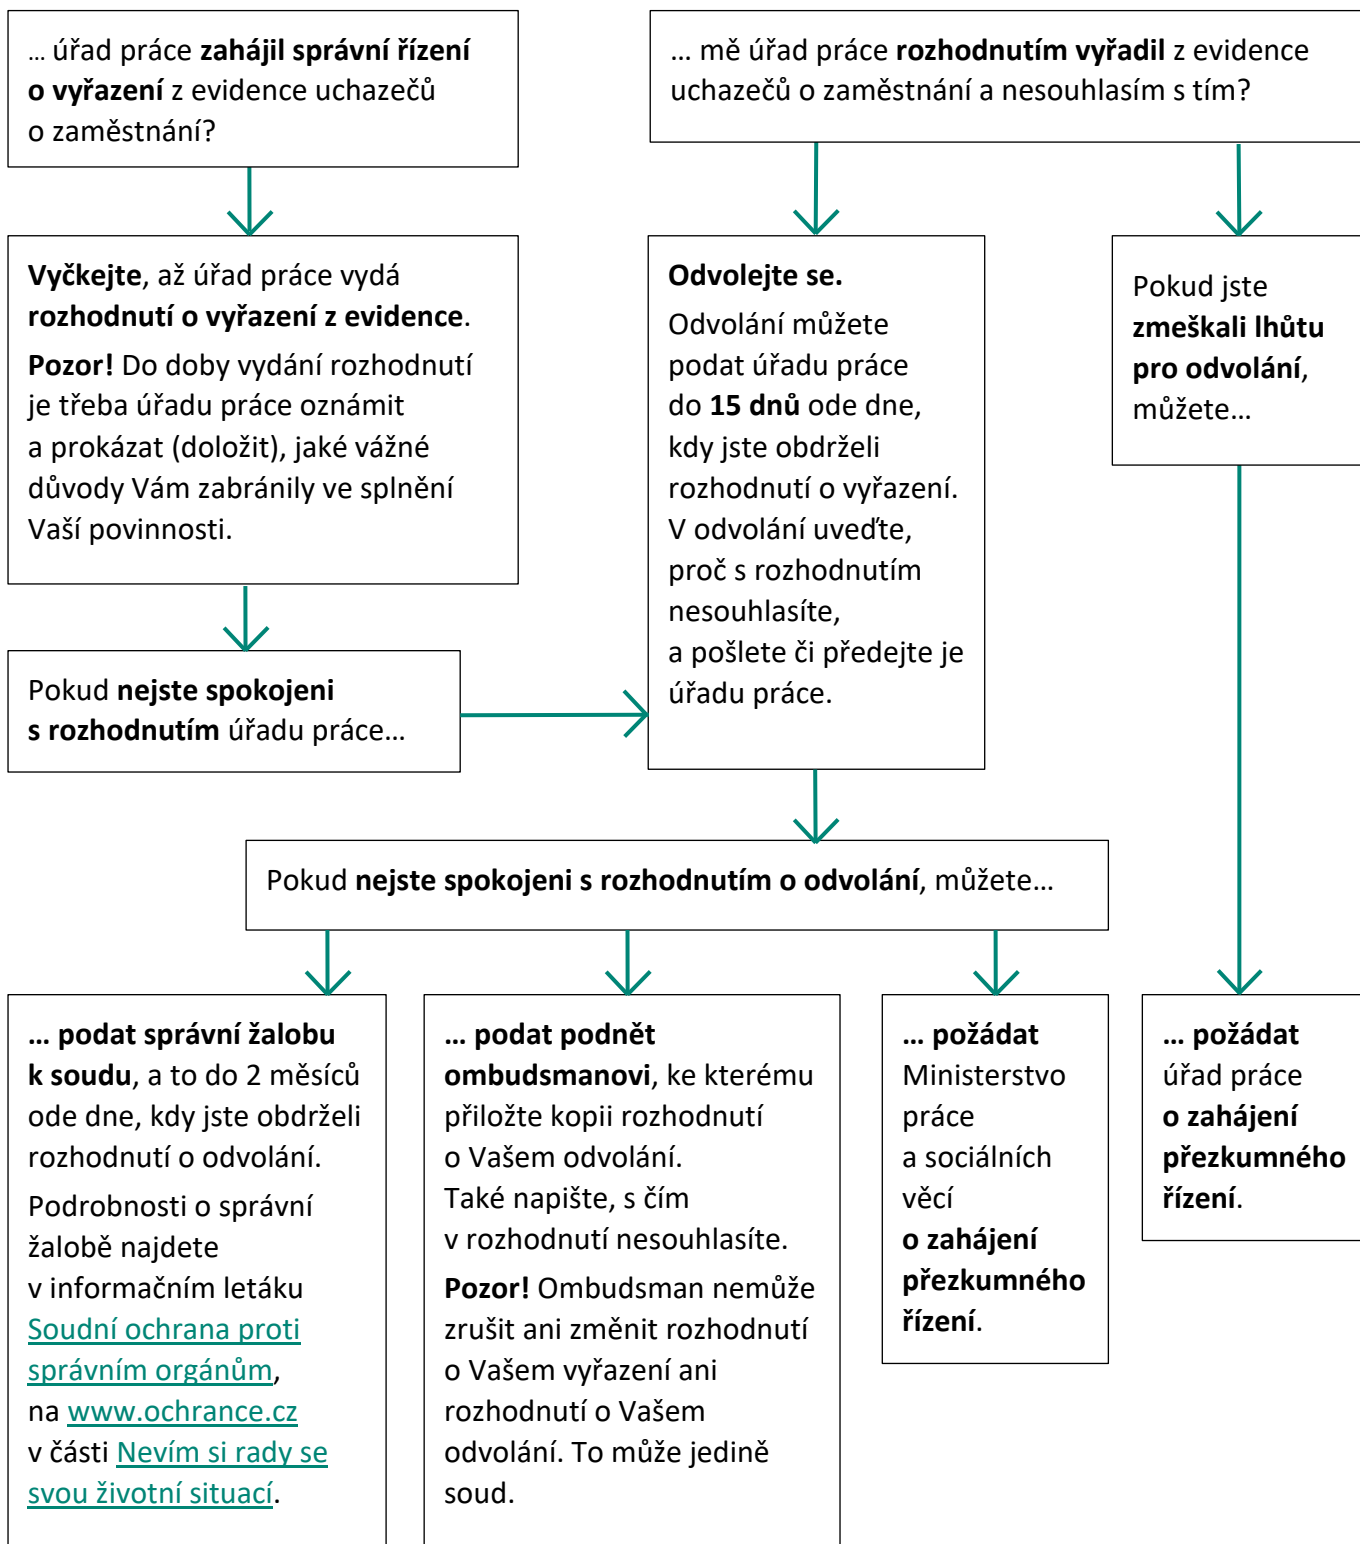 … úřad práce zahájil správní řízení
o vyřazení z evidence uchazečů
o zaměstnání?
… mě úřad práce rozhodnutím vyřadil z evidence
uchazečů o zaměstnání a nesouhlasím s tím?
Vyčkejte, až úřad práce vydá
rozhodnutí o vyřazení z evidence.
Pozor! Do doby vydání rozhodnutí
je třeba úřadu práce oznámit
a prokázat (doložit), jaké vážné
důvody Vám zabránily ve splnění
Vaší povinnosti.
Odvolejte se.
Odvolání můžete
podat úřadu práce
do 15 dnů ode dne,
kdy jste obdrželi
rozhodnutí o vyřazení.
V odvolání uveďte,
proč s rozhodnutím
nesouhlasíte,
a pošlete či předejte je
úřadu práce.
Pokud jste
zmeškali lhůtu
pro odvolání,
můžete…
Pokud nejste spokojeni
s rozhodnutím úřadu práce…
Pokud nejste spokojeni s rozhodnutím o odvolání, můžete…
… podat správní žalobu
k soudu, a to do 2 měsíců
ode dne, kdy jste obdrželi
rozhodnutí o odvolání.
Podrobnosti o správní
žalobě najdete
v informačním letáku
Soudní ochrana proti
správním orgánům,
na www.ochrance.cz
v části Nevím si rady se
svou životní situací.
… podat podnět
ombudsmanovi, ke kterému
přiložte kopii rozhodnutí
o Vašem odvolání.
Také napište, s čím
v rozhodnutí nesouhlasíte.
Pozor! Ombudsman nemůže
zrušit ani změnit rozhodnutí
o Vašem vyřazení ani
rozhodnutí o Vašem
odvolání. To může jedině
soud.
… požádat
Ministerstvo
práce
a sociálních
věcí
o zahájení
přezkumného
řízení.
… požádat
úřad práce
o zahájení
přezkumného
řízení.